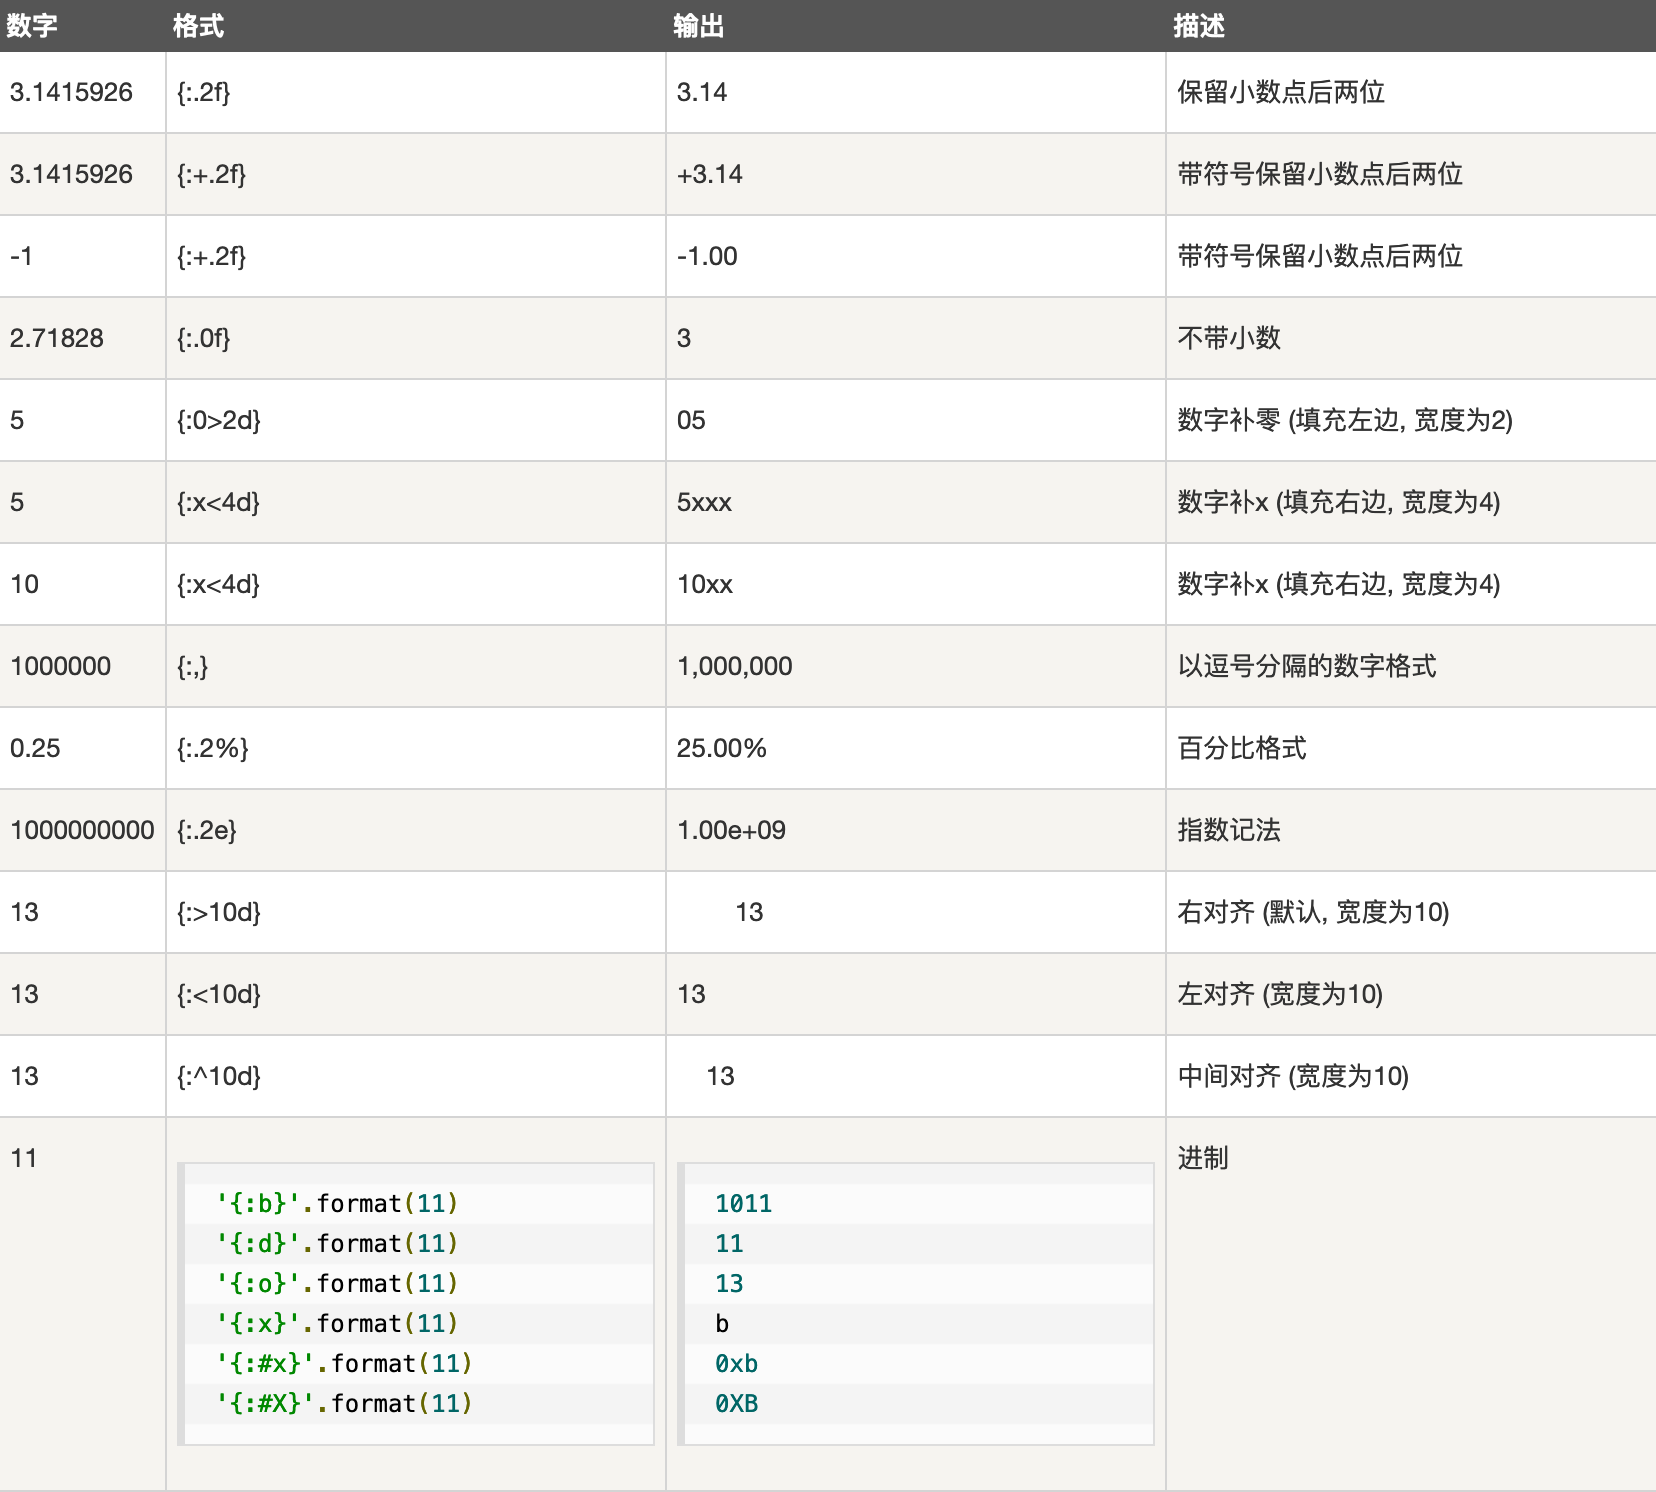 数字 格式 输出 描述
3.1415926 {:.2f} 3.14 保留小数点后两位
3.1415926 {:+.2f} +3.14 带符号保留小数点后两位
-1 {:+.2f} -1.00 带符号保留小数点后两位
2.71828 {:.0f} 3 不带小数
5 {:0>2d} 05 数字补零 (填充左边, 宽度为2)
5 {:x<4d} 5xxx 数字补x (填充右边, 宽度为4)
10 {:x<4d} 10xx 数字补x (填充右边, 宽度为4)
1000000 {:,} 1,000,000 以逗号分隔的数字格式
0.25 {:.2%} 25.00% 百分比格式
1000000000 {:.2e} 1.00e+09 指数记法
13 {:>10d} 13 右对齐 (默认, 宽度为10)
13 {:<10d} 13 左对齐 (宽度为10)
13 {:^10d} 13 中间对齐 (宽度为10)
11 进制
'{:b}'.format(11) 1011
'{:d}'.format(11) 11
'{:o}'.format(11) 13
'{:x}'.format(11) b
'{:#x}'.format(11) 0xb
'{:#X}'.format(11) 0XB